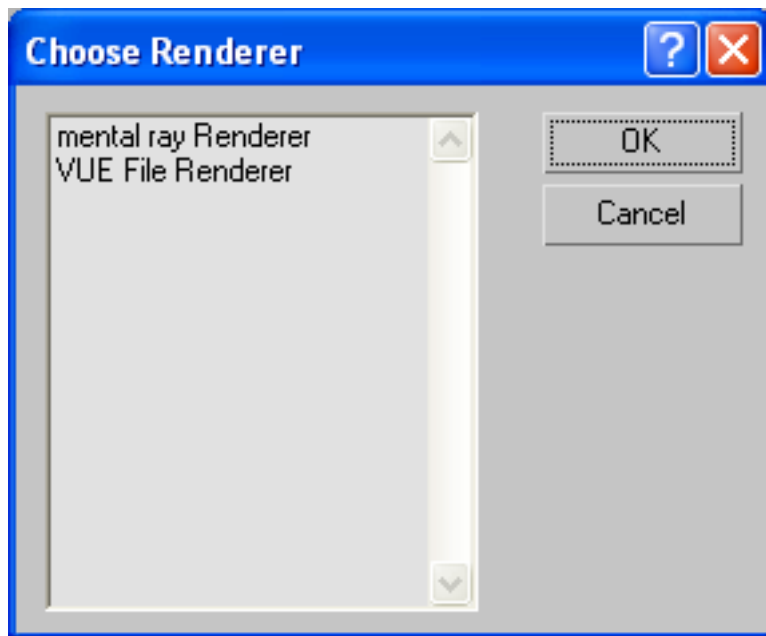 Choose Renderer
?
mental ray Renderer
VUE File Renderer
OK
Cancel